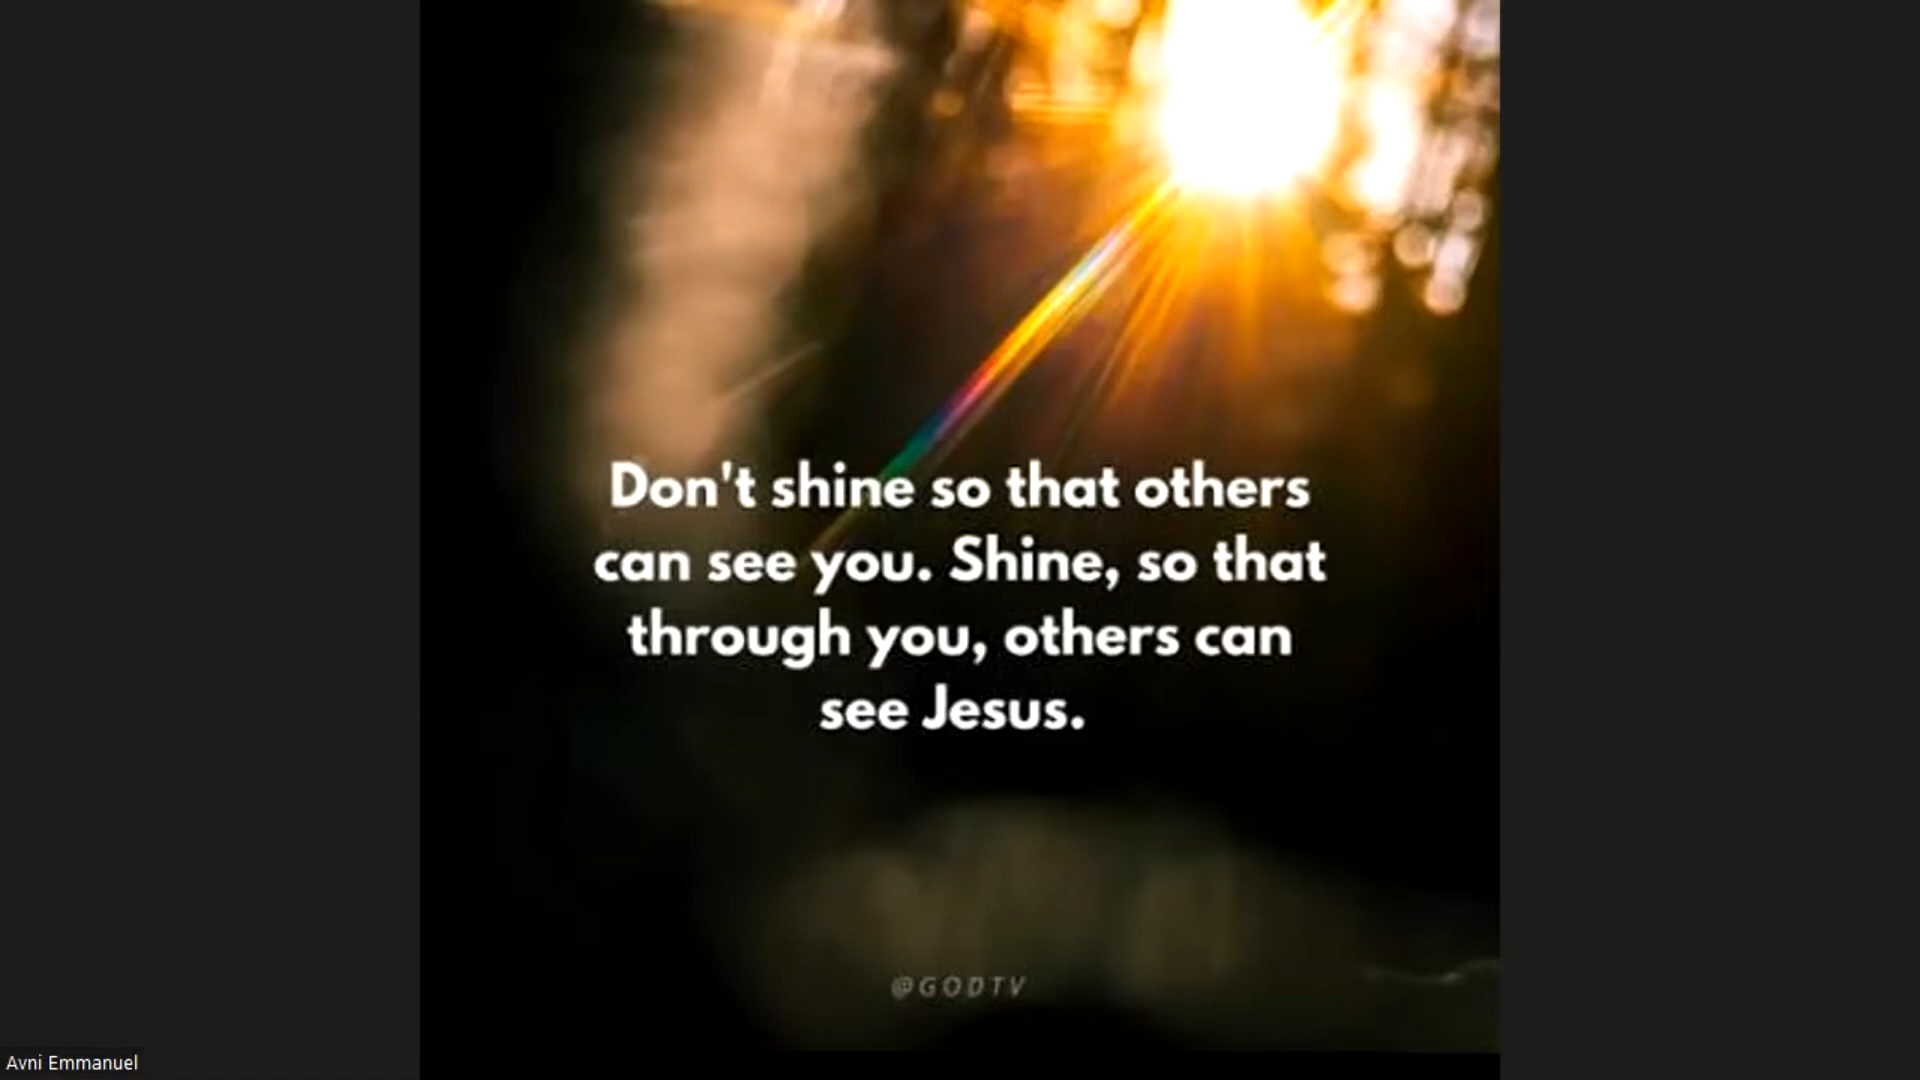 Don't shine so that others
can see you. Shine, so that
through you, others can
see Jesus.
@GODTV
Avni Emmanuel